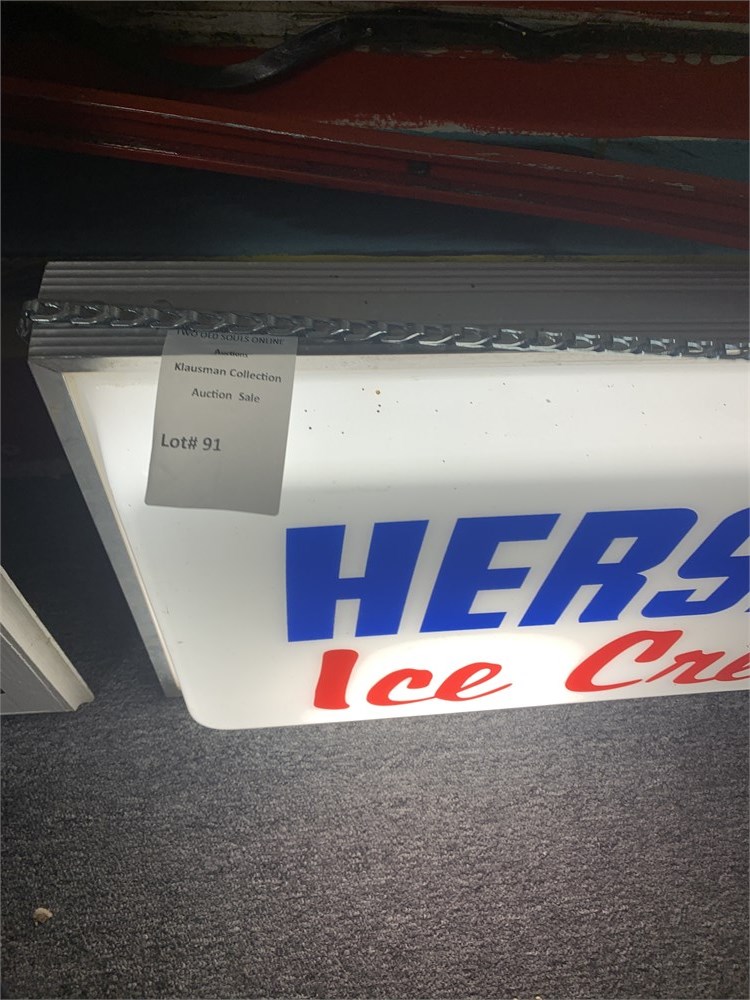 TWO OLD SOULS ONLINE
Auctions
Klausman Collection
Auction Sale
Lot# 91
HERS
Ice Cre